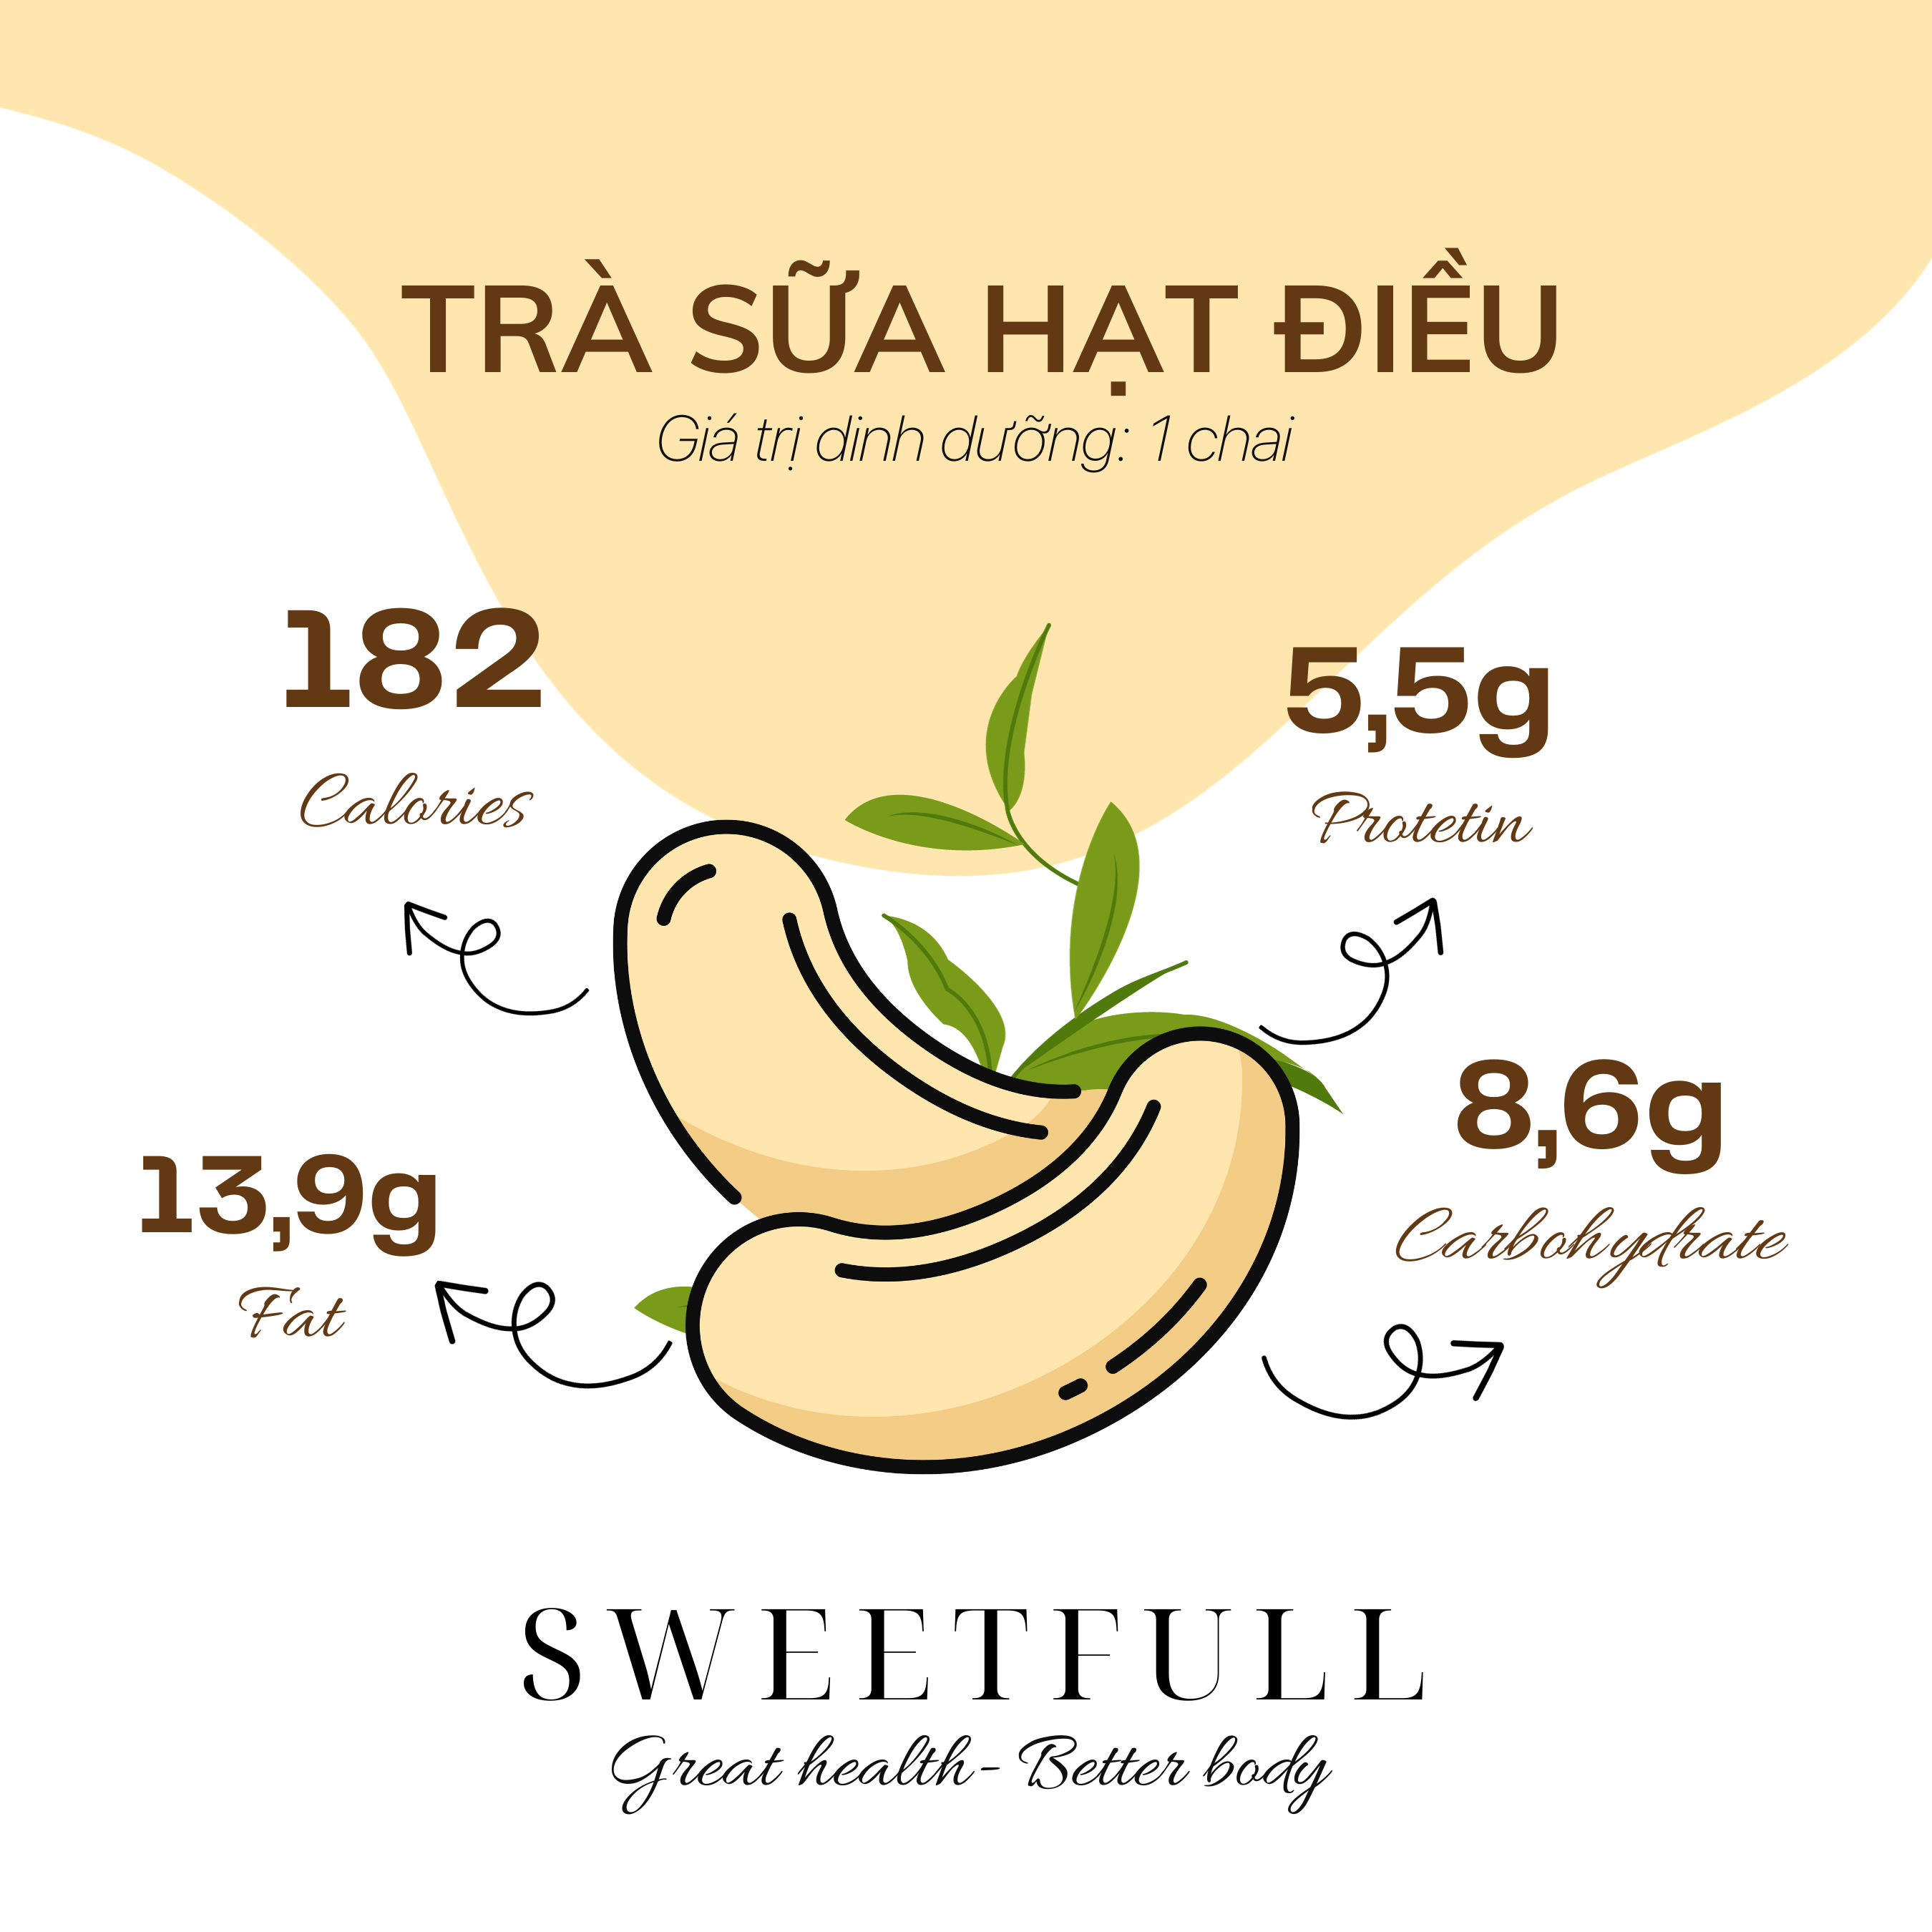 TRÀ SỮA HẠT ĐIỀU
Giá trị dinh dưỡng: 1 chai
182
Calories
5,5g
Protein
13,9g
Fat
8,6g
Carbohydrate
SWEETFULL
Great health - Better body